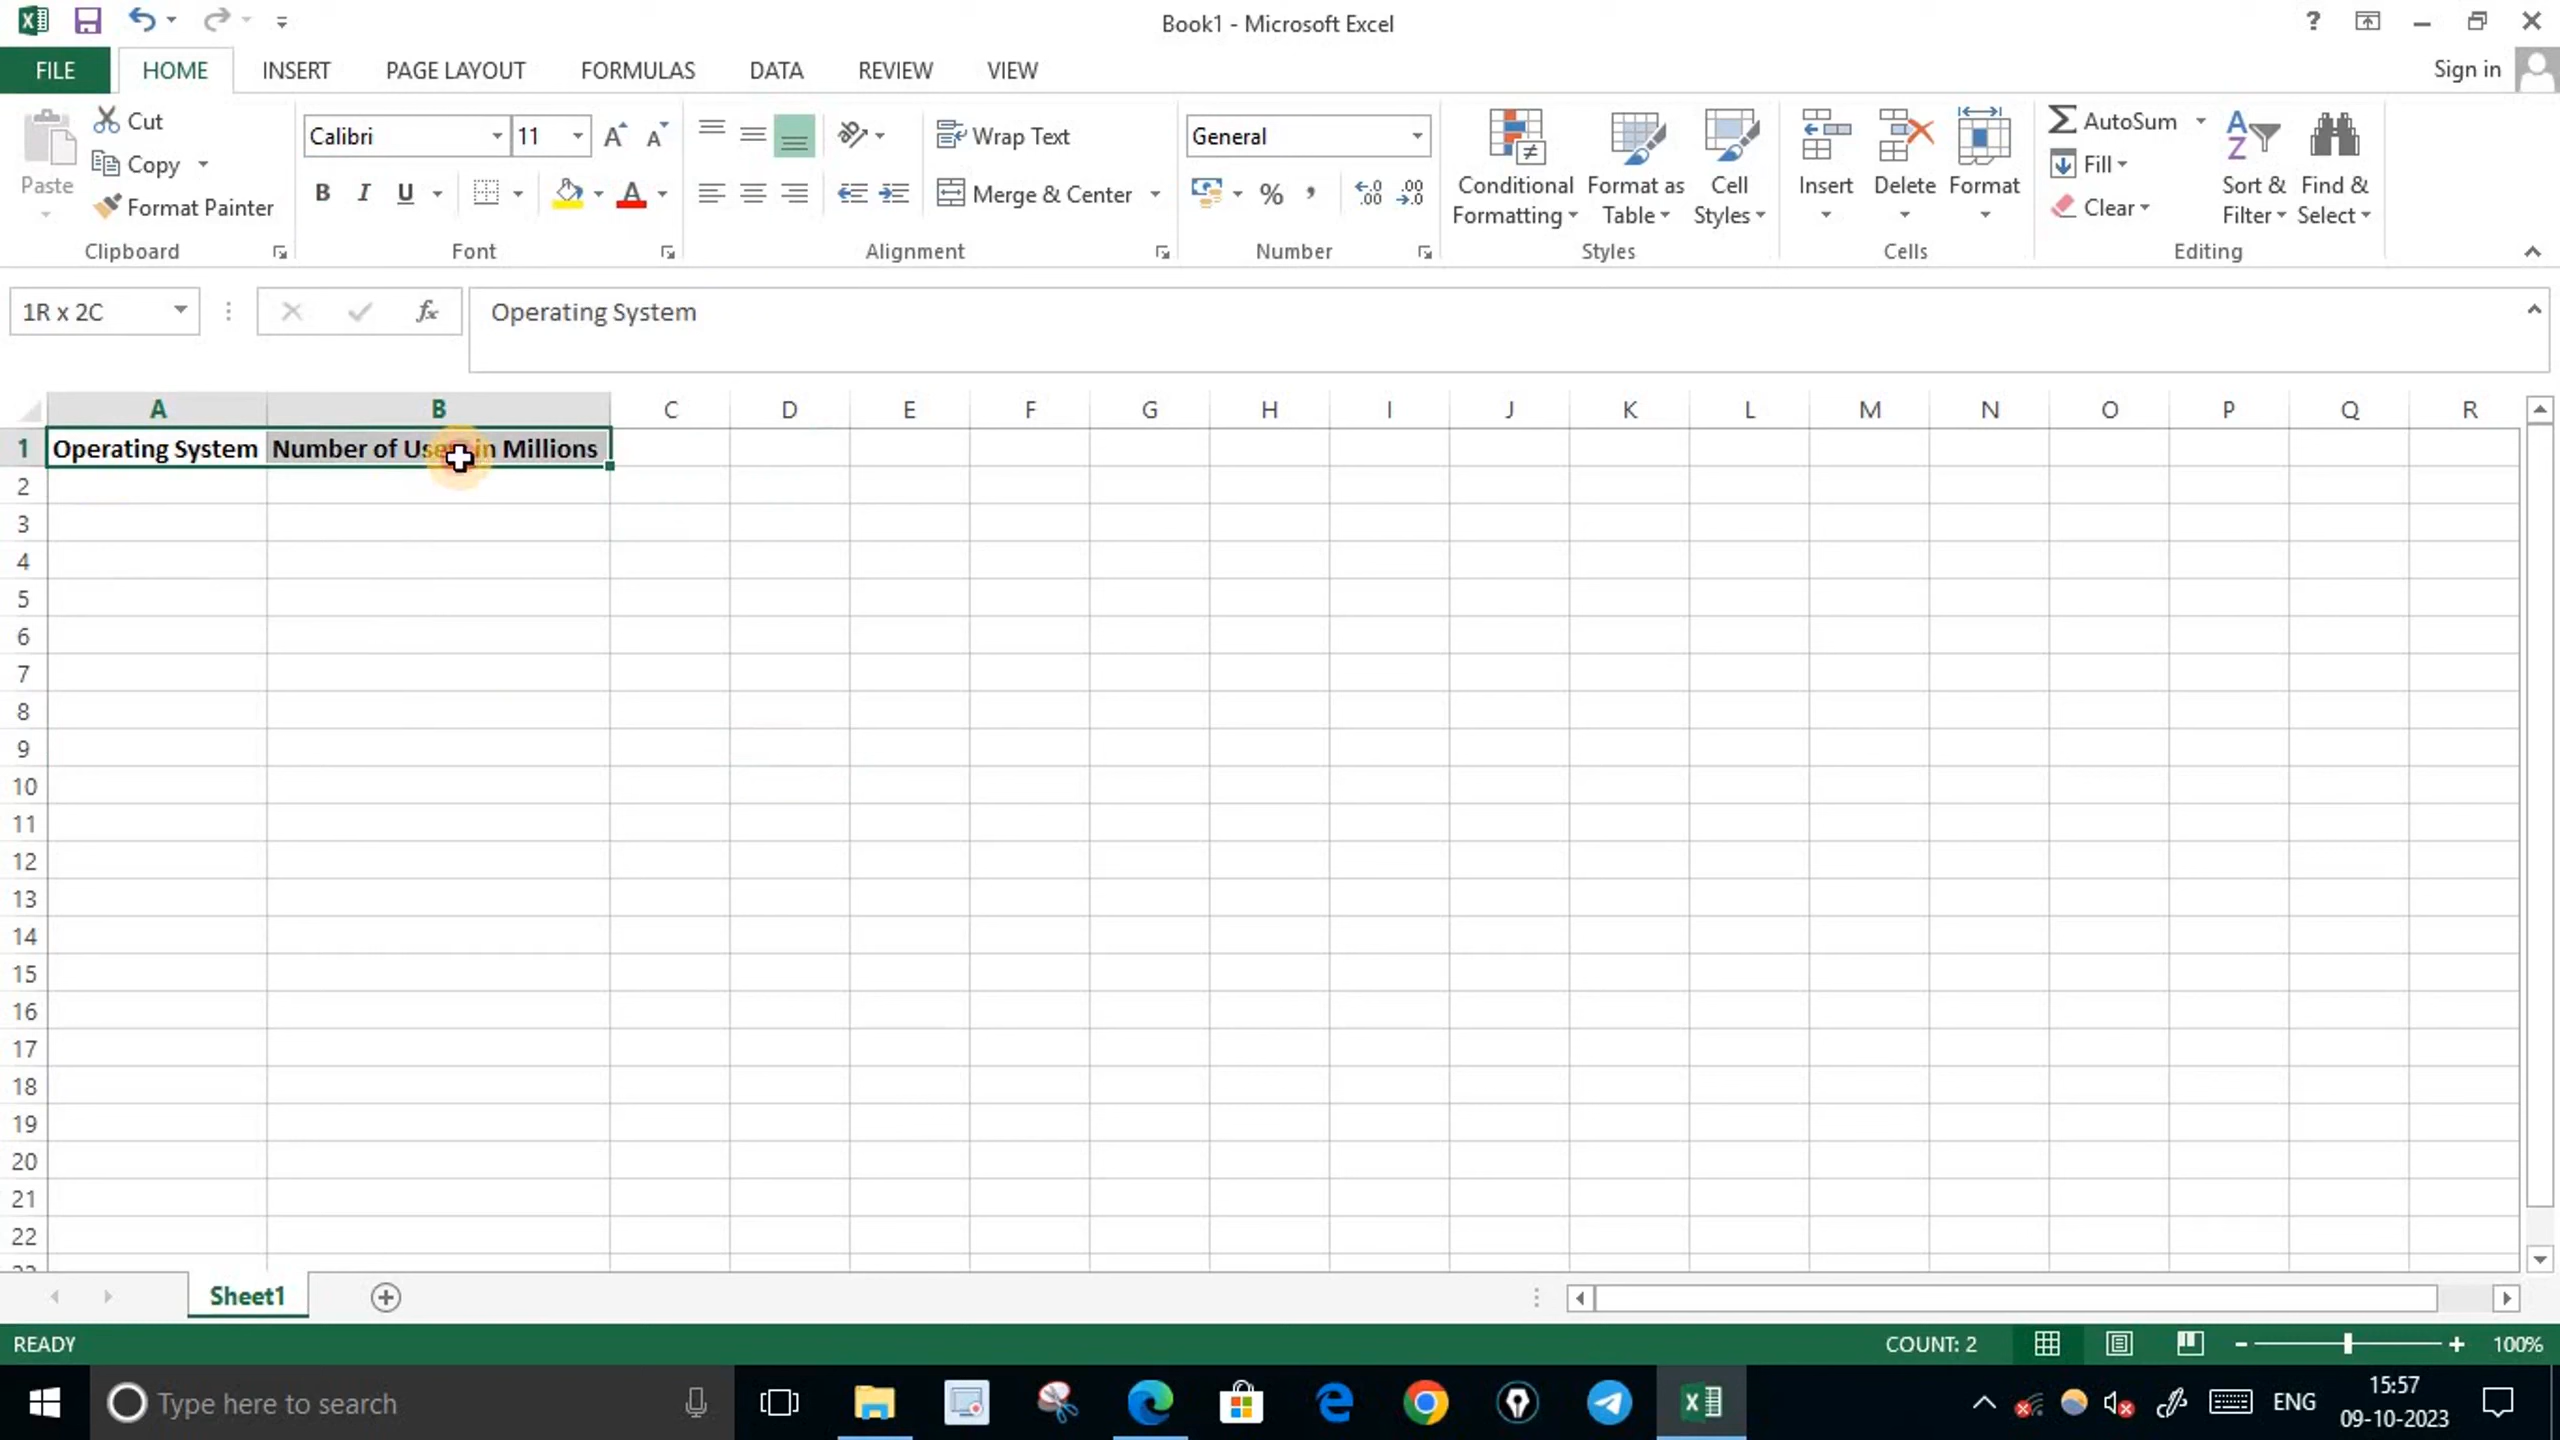 Book1 - Microsoft Excel
?
FILE HOME INSERT PAGE LAYOUT FORMULAS DATA REVIEW VIEW
Sign in
Paste
Cut
Copy
Format Painter
Clipboard
Calibri 11
B I U
Font
Wrap Text
Merge & Center
Alignment
General
%
Number
Conditional Formatting
Format as Table
Cell Styles
Styles
Insert
Delete
Format
Cells
AutoSum
Fill
Clear
Sort & Filter
Find & Select
Editing
1R x 2C
fx
Operating System
A B C D E F G H I J K L M N O P Q R
1 Operating System Number of in Millions
2
3
4
5
6
7
8
9
10
11
12
13
14
15
16
17
18
19
20
21
22
Sheet1
READY
COUNT: 2
100%
Type here to search
ENG
15:57
09-10-2023